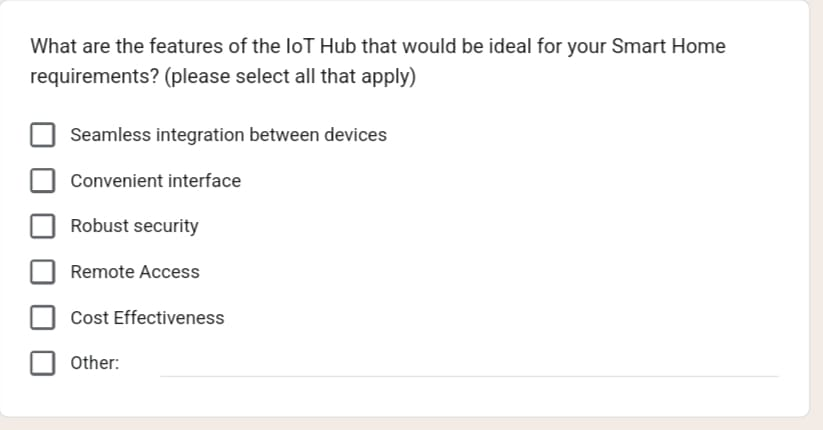 What are the features of the IoT Hub that would be ideal for your Smart Home
requirements? (please select all that apply)
Seamless integration between devices
Convenient interface
Robust security
Remote Access
Cost Effectiveness
Other: